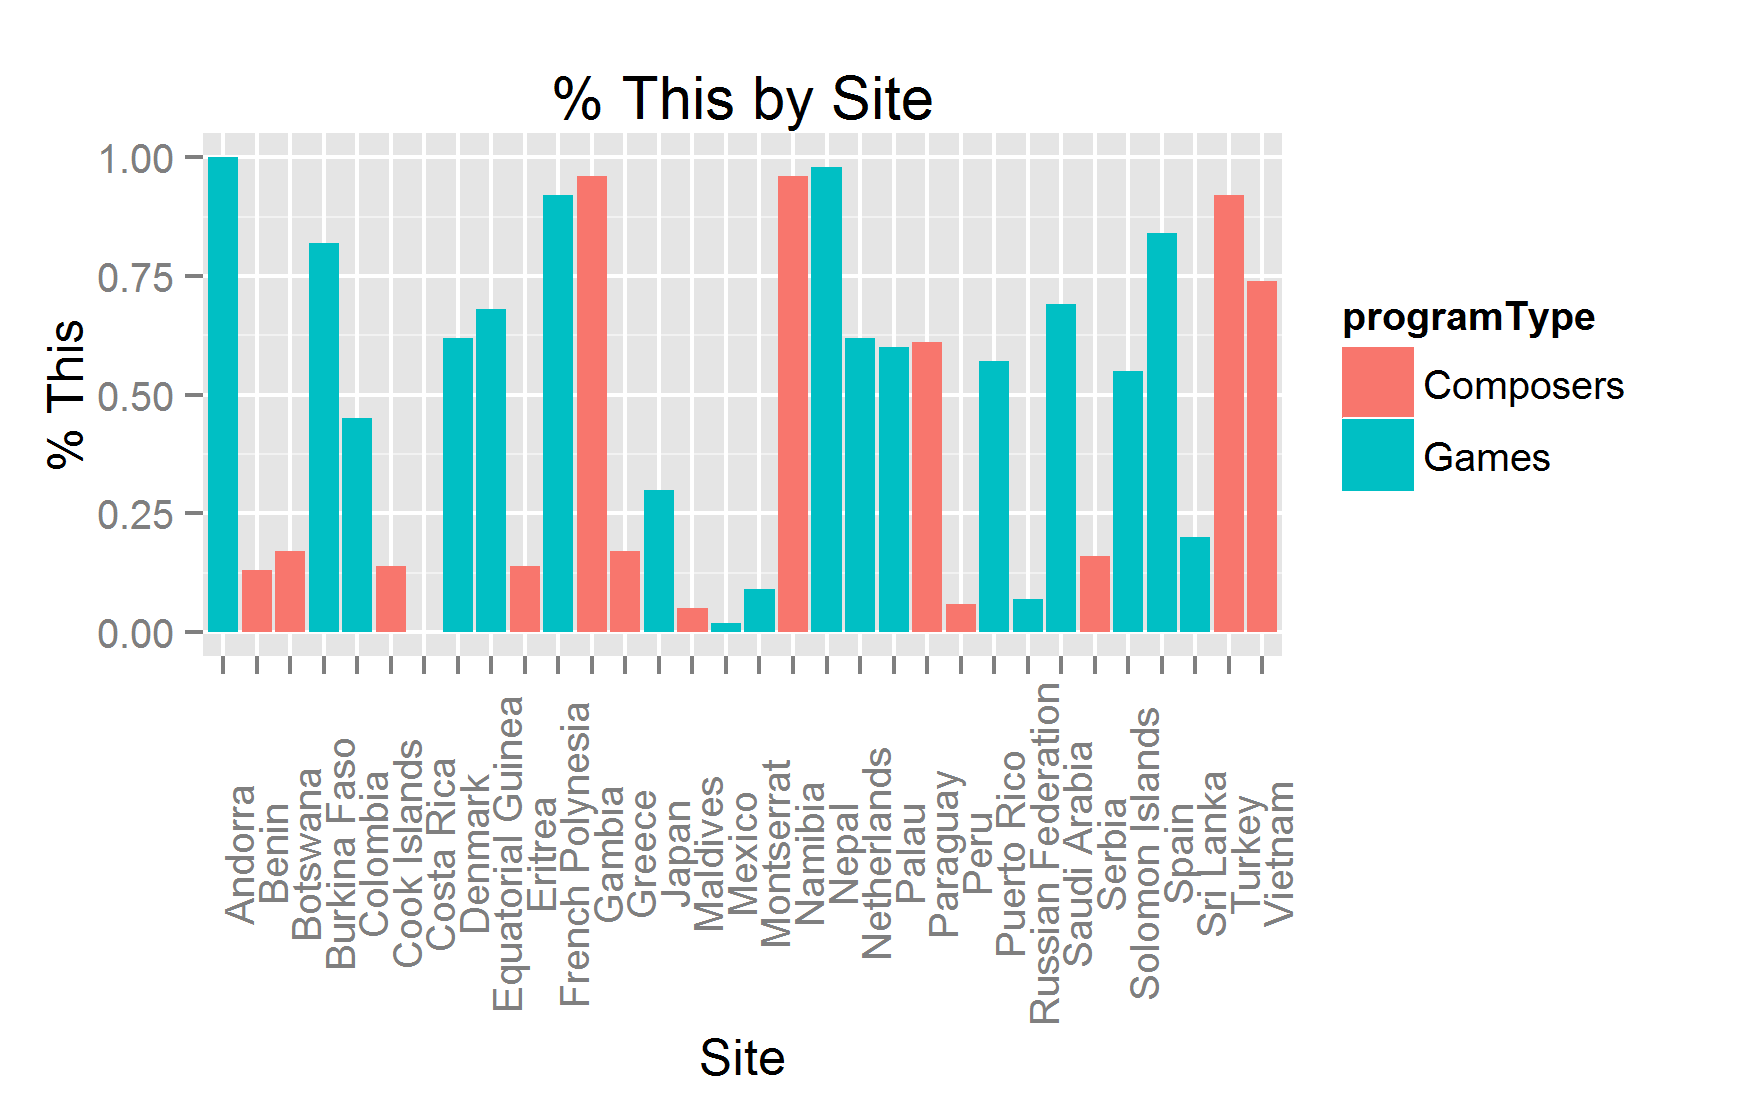 % This by Site
% This
1.00
0.75
0.50
0.25
0.00
Andorra
Benin
Botswana
Burkina Faso
Colombia
Cook Islands
Costa Rica
Denmark
Equatorial Guinea
Eritrea
French Polynesia
Gambia
Greece
Japan
Maldives
Mexico
Montserrat
Namibia
Nepal
Netherlands
Palau
Paraguay
Peru
Puerto Rico
Russian Federation
Saudi Arabia
Serbia
Solomon Islands
Spain
Sri Lanka
Turkey
Vietnam
Site
programType
Composers
Games